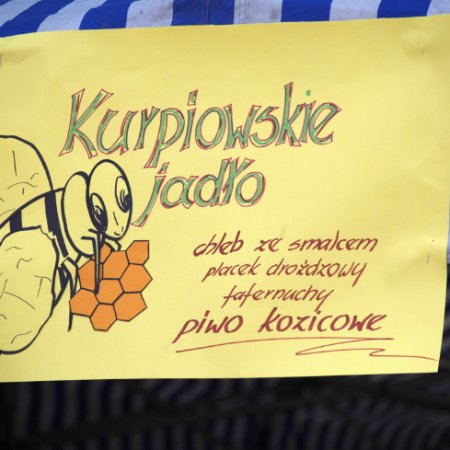 Kurpiowskie
jadło
chleb ze smalcem
placek drożdżowy
fafernuchy
piwo kozicowe